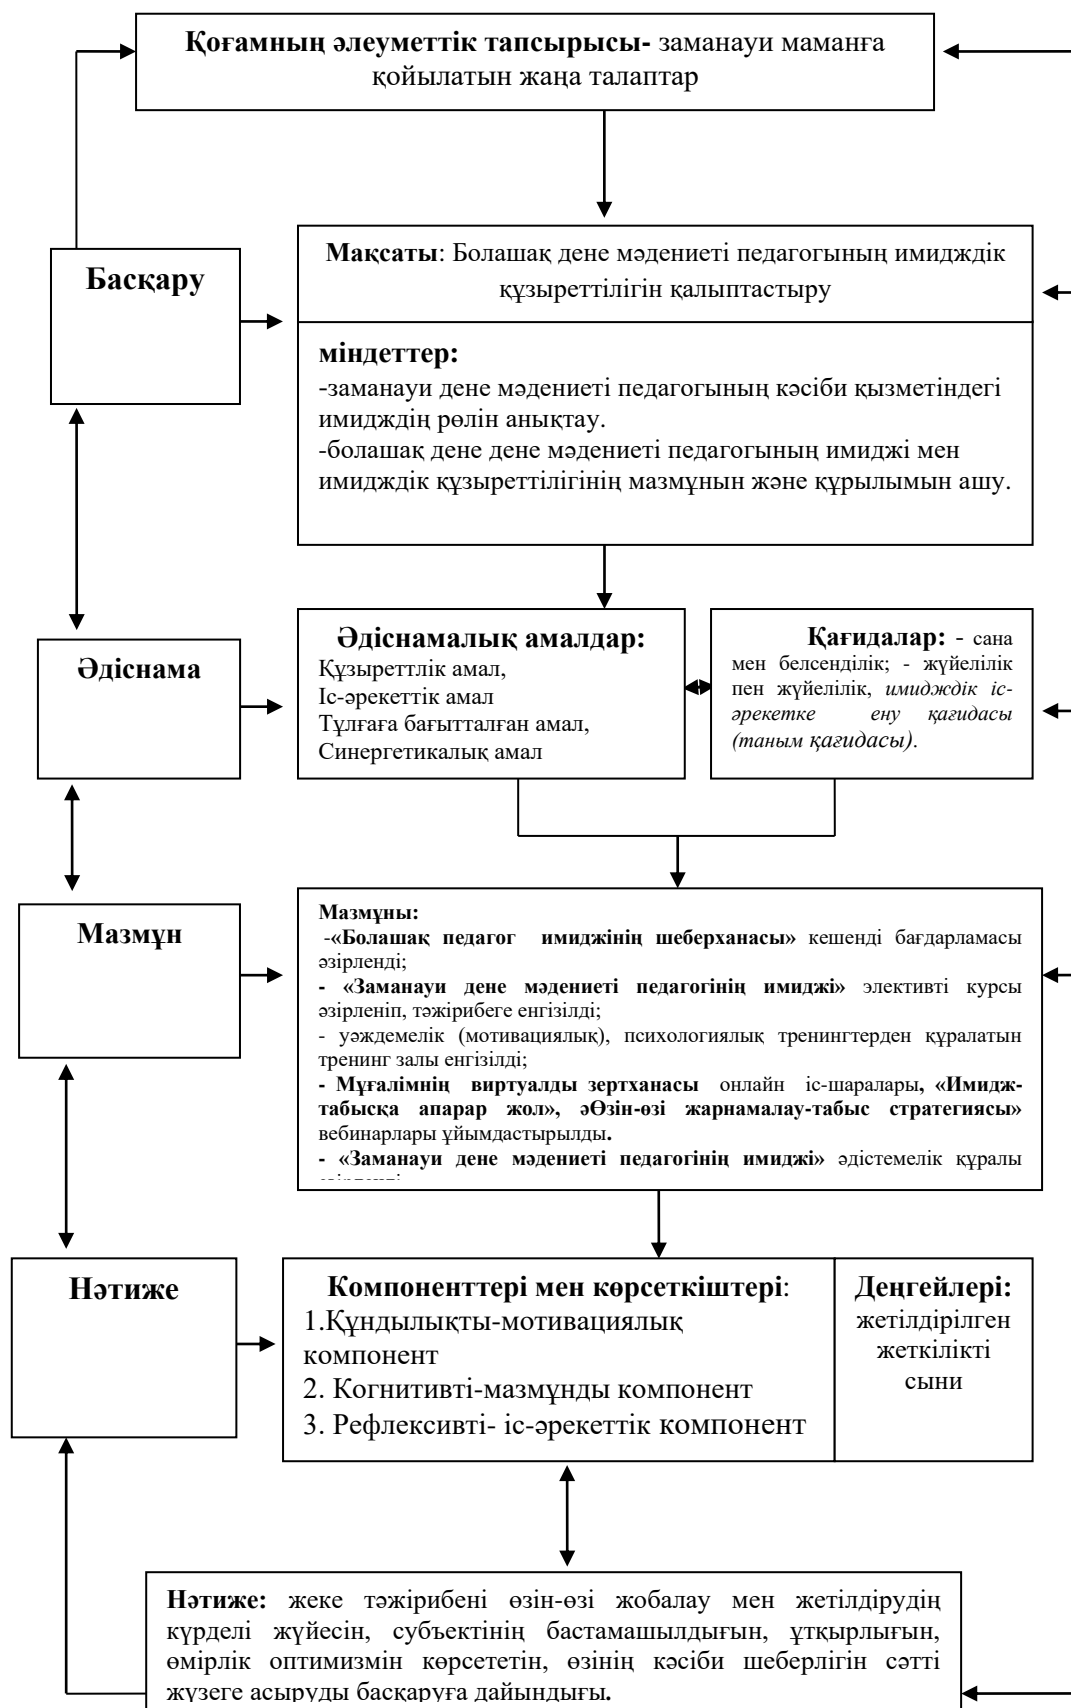 Қоғамның әлеуметтік тапсырысы- заманауи маманға
қойылатын жаңа талаптар
Басқару
Мақсаты: Болашақ дене мәдениеті педагогының имидждік
құзыреттілігін қалыптастыру
міндеттер:
-заманауи дене мәдениеті педагогының кәсіби қызметіндегі
имидждің рөлін анықтау.
-болашақ дене дене мәдениеті педагогының имиджі мен
имидждік құзыреттілігінің мазмұнын және құрылымын ашу.
Әдіснама
Әдіснамалық амалдар:
Құзыреттлік амал,
Іс-әрекеттік амал
Тұлғаға бағытталған амал,
Синергетикалық амал
Қағидалар: - сана
мен белсенділік; - жүйелілік
пен жүйелілік, имидждік іс-
әрекетке ену қағидасы
(таным қағидасы).
Мазмұн
Мазмұны:
-«Болашақ педагог имиджінің шеберханасы» кешенді бағдарламасы
әзірленді;
- «Заманауи дене мәдениеті педагогінің имиджі» элективті курсы
әзірленіп, тәжірибеге енгізілді;
- уәждемелік (мотивациялық), психологиялық тренингтерден құралатын
тренинг залы енгізілді;
- Мұғалімнің виртуалды зертханасы онлайн іс-шаралары, «Имидж-
табысқа апарар жол», әӨзін-өзі жарнамалау-табыс стратегиясы»
вебинарлары ұйымдастырылды.
- «Заманауи дене мәдениеті педагогінің имиджі» әдістемелік құралы
Нәтиже
Компоненттері мен көрсеткіштері:
1.Құндылықты-мотивациялық
компонент
2. Когнитивті-мазмұнды компонент
3. Рефлексивті- іс-әрекеттік компонент
Деңгейлері:
жетілдірілген
жеткілікті
сыни
Нәтиже: жеке тәжірибені өзін-өзі жобалау мен жетілдірудің
күрделі жүйесін, субъектінің бастамашылдығын, ұтқырлығын,
өмірлік оптимизмін көрсететін, өзінің кәсіби шеберлігін сәтті
жүзеге асыруды басқаруға дайындығы.